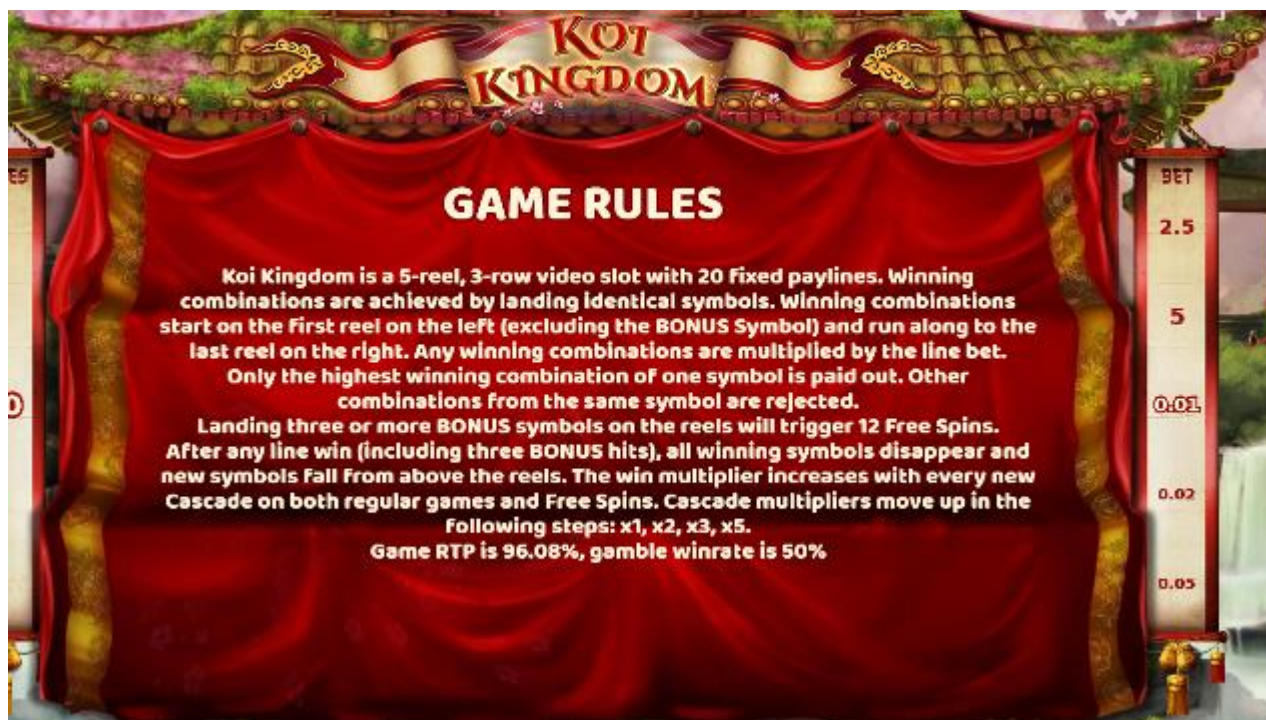 KOI
KINGDOM
GAME RULES
Koi Kingdom is a 5-reel, 3-row video slot with 20 fixed paylines. Winning
combinations are achieved by landing identical symbols. Winning combinations
start on the first reel on the left (excluding the BONUS Symbol) and run along to the
last reel on the right. Any winning combinations are multiplied by the line bet.
Only the highest winning combination of one symbol is paid out. Other
combinations from the same symbol are rejected.
Landing three or more BONUS symbols on the reels will trigger 12 Free Spins.
After any line win (including three BONUS hits), all winning symbols disappear and
new symbols fall from above the reels. The win multiplier increases with every new
Cascade on both regular games and Free Spins. Cascade multipliers move up in the
following steps: x1, x2, x3, x5.
Game RTP is 96.08%, gamble winrate is 50%
BET
2.5
5
0.01
0.02
0.05